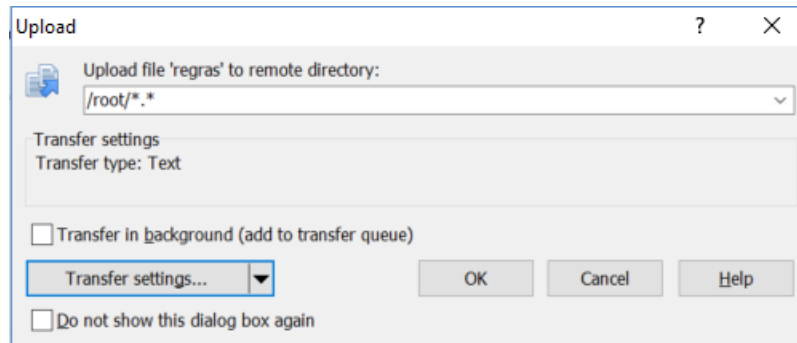 Upload
Upload file 'regras' to remote directory:
/root/*.*
Transfer settings
Transfer type: Text
Transfer in background (add to transfer queue)
Transfer settings...
OK
Cancel
Help
Do not show this dialog box again